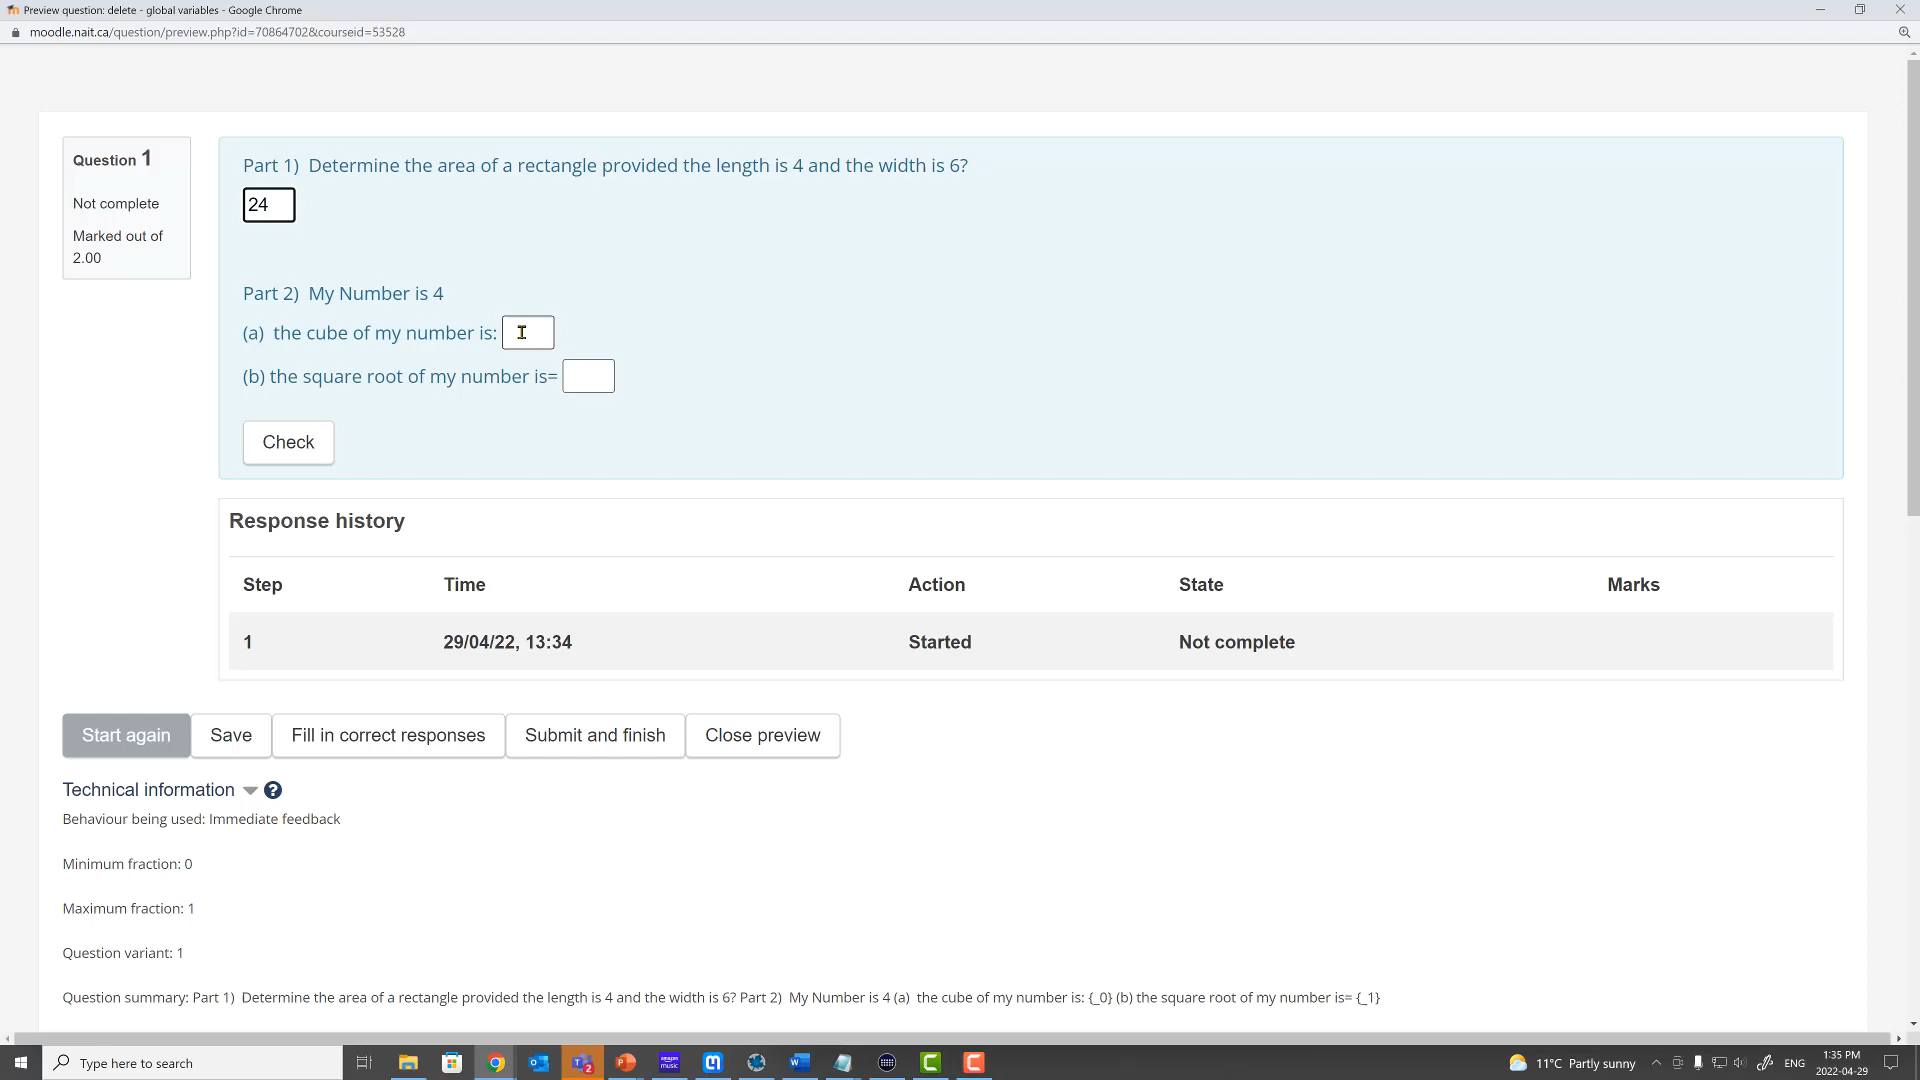 Preview question: delete - global variables - Google Chrome
moodle.nait.ca/question/preview.php?id=70864702&courseid=53528
Question 1
Not complete
Marked out of
2.00
Part 1)  Determine the area of a rectangle provided the length is 4 and the width is 6?
24
Part 2)  My Number is 4
(a)  the cube of my number is:
(b) the square root of my number is=
Check
Response history
Step Time Action State Marks
1 29/04/22, 13:34 Started Not complete
Start again Save Fill in correct responses Submit and finish Close preview
Technical information
Behaviour being used: Immediate feedback
Minimum fraction: 0
Maximum fraction: 1
Question variant: 1
Question summary: Part 1)  Determine the area of a rectangle provided the length is 4 and the width is 6? Part 2)  My Number is 4 (a)  the cube of my number is: {_0} (b) the square root of my number is= {_1}
Type here to search
2
amazon music
11°C Partly sunny
ENG
1:35 PM
2022-04-29